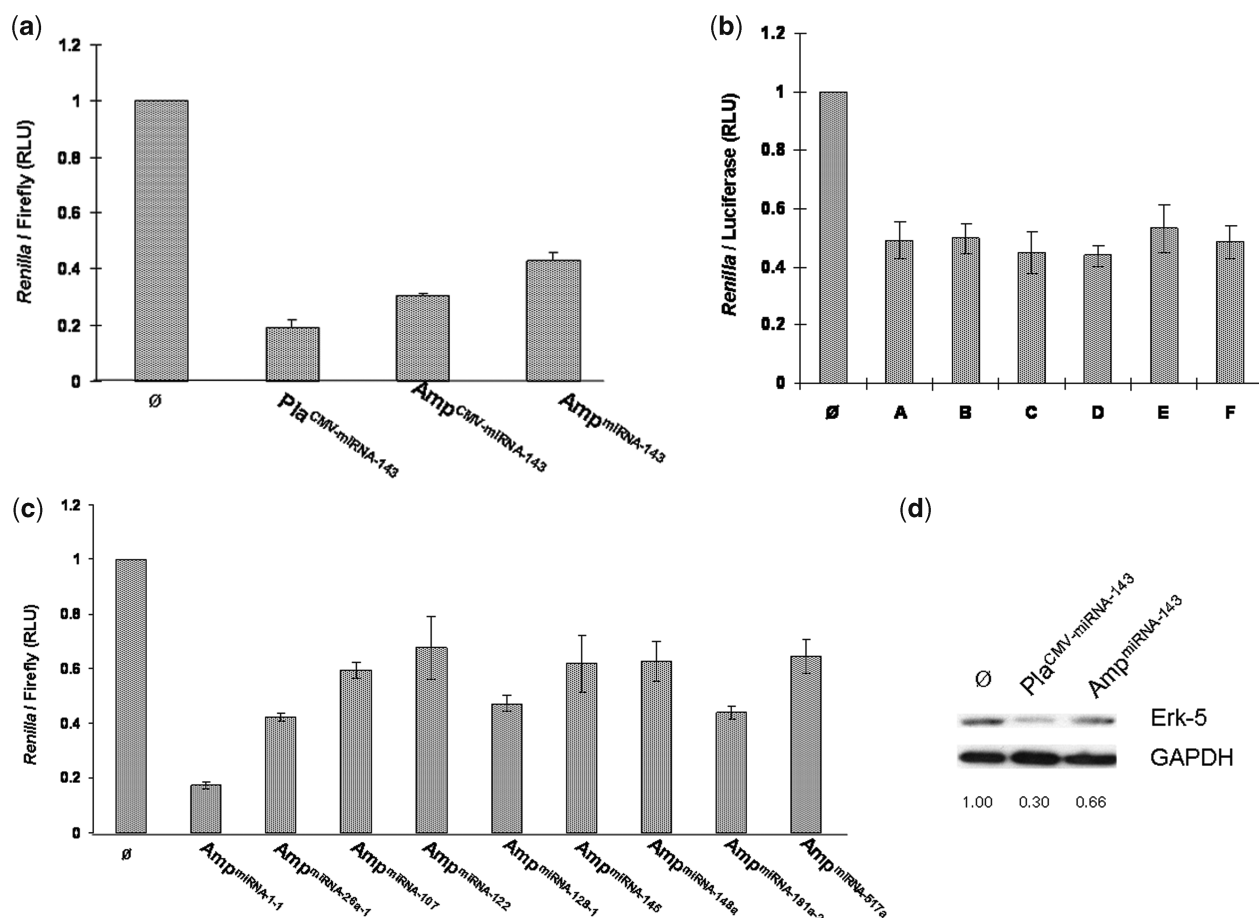 (a)
1.2
1
0.8
0.6
0.4
0.2
0
Renilla / Firefly (RLU)
Ø
Pla^CMV-miRNA-143
Amp^CMV-miRNA-143
Amp^miRNA-143
(b)
1.2
1
0.8
0.6
0.4
0.2
0
Renilla / Luciferase (RLU)
Ø A B C D E F
(c)
1.2
1
0.8
0.6
0.4
0.2
0
Renilla / Firefly (RLU)
Ø
Amp^miRNA-1-1
Amp^miRNA-26a-1
Amp^miRNA-107
Amp^miRNA-122
Amp^miRNA-128-1
Amp^miRNA-145
Amp^miRNA-148a
Amp^miRNA-181a-2
Amp^miRNA-517a
(d)
Ø
Pla^CMV-miRNA-143
Amp^miRNA-143
Erk-5
GAPDH
1.00 0.30 0.66